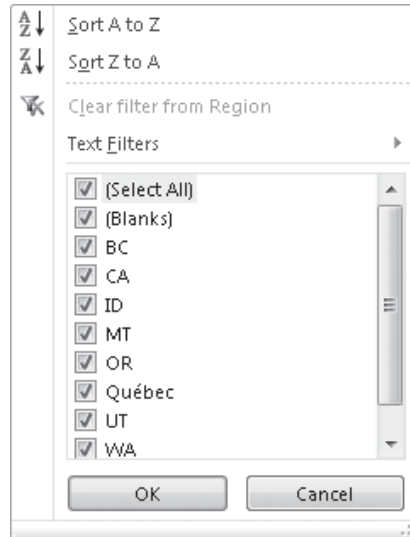 Sort A to Z
Sort Z to A
Clear filter from Region
Text Filters
(Select All)
(Blanks)
BC
CA
ID
MT
OR
Québec
UT
WA
OK
Cancel